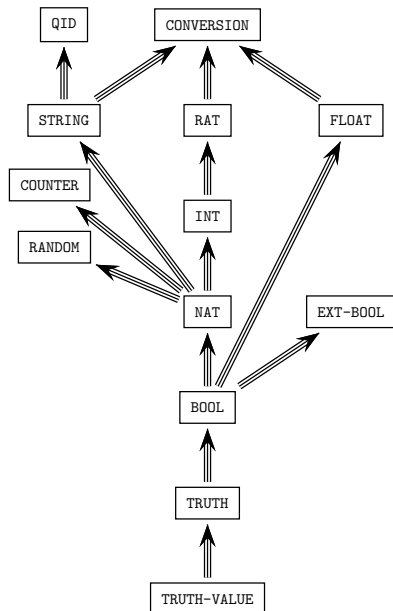 QID
CONVERSION
STRING
RAT
FLOAT
COUNTER
INT
RANDOM
NAT
EXT-BOOL
BOOL
TRUTH
TRUTH-VALUE